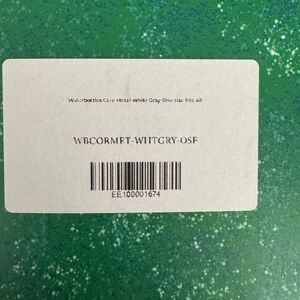 Waterbottles Core Metal White Gray-One-size Fits All
WBCORMET-WHTGRY-OSF
EE100001674